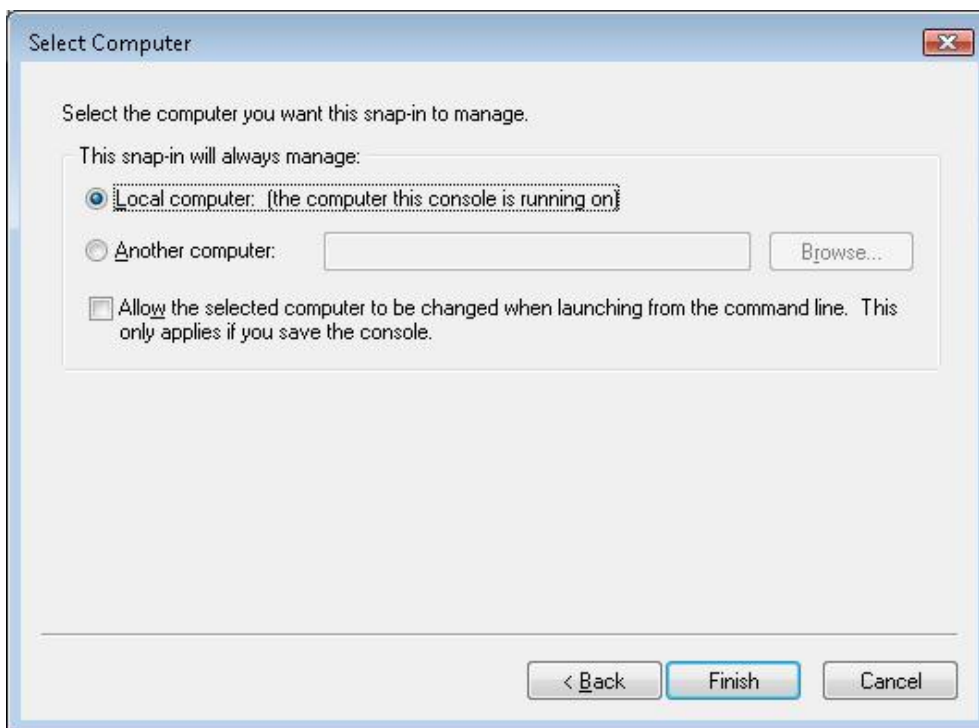 Select Computer
Select the computer you want this snap-in to manage.
This snap-in will always manage:
Local computer:  (the computer this console is running on)
Another computer:
Browse...
Allow the selected computer to be changed when launching from the command line.  This
only applies if you save the console.
< Back
Finish
Cancel